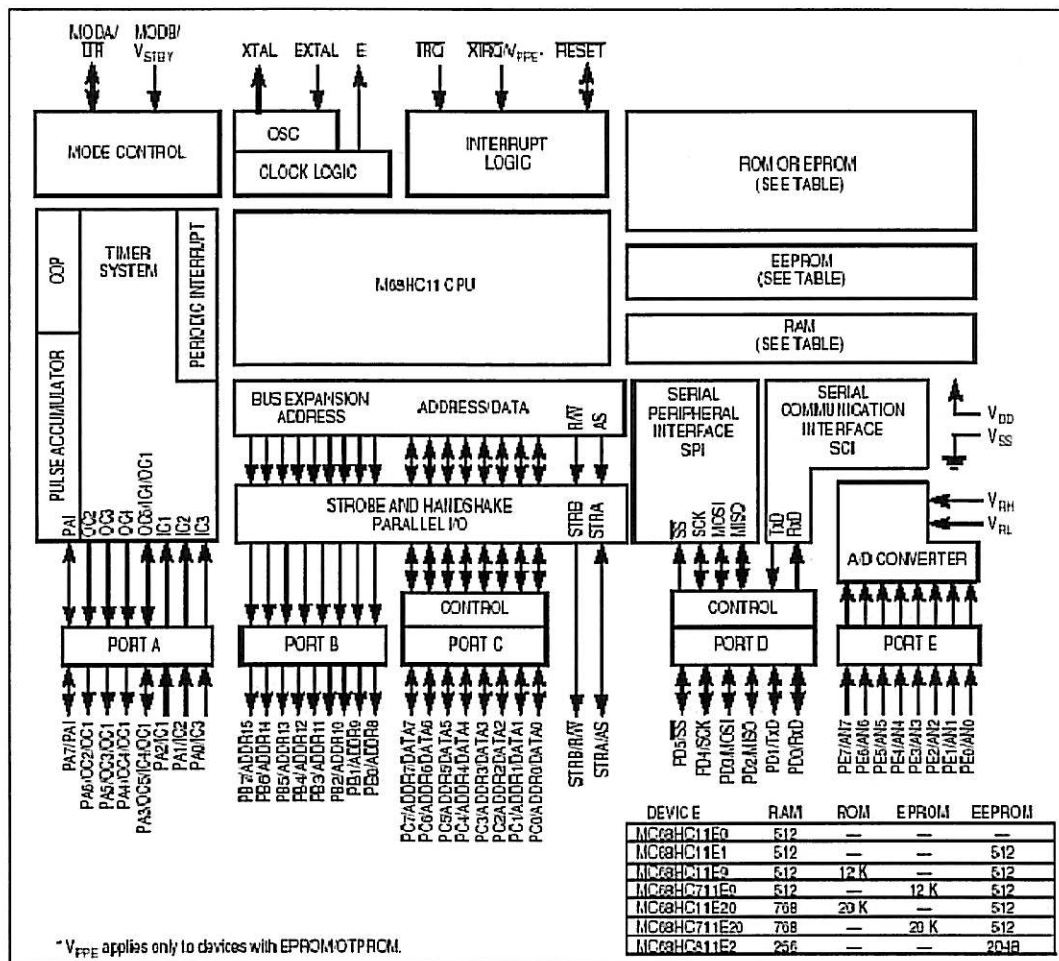 MODA/ MODB/
LIR VSTBY XTAL EXTAL E IRQ XIRQ/VPPE* RESET
MODE CONTROL
OSC
CLOCK LOGIC
INTERRUPT
LOGIC
ROM OR EPROM
(SEE TABLE)
COP
TIMER
SYSTEM
PERIODIC INTERRUPT
M68HC11 CPU
EEPROM
(SEE TABLE)
RAM
(SEE TABLE)
PULSE ACCUMULATOR
BUS EXPANSION
ADDRESS
ADDRESS/DATA
R/W
AS
SERIAL
PERIPHERAL
INTERFACE
SPI
SERIAL
COMMUNICATION
INTERFACE
SCI
VDD
VSS
PAI
OC2
OC3
OC4
OC5/IC4/OC1
IC1
IC2
IC3
STROBE AND HANDSHAKE
PARALLEL I/O
STRB
STRA
SS
SCK
MOSI
MISO
TxD
RxD
VRH
VRL
A/D CONVERTER
CONTROL
CONTROL
PORT A
PORT B
PORT C
PORT D
PORT E
PA7/PAI
PA6/OC2/OC1
PA5/OC3/OC1
PA4/OC4/OC1
PA3/OC5/IC4/OC1
PA2/IC1
PA1/IC2
PA0/IC3
PB7/ADDR15
PB6/ADDR14
PB5/ADDR13
PB4/ADDR12
PB3/ADDR11
PB2/ADDR10
PB1/ADDR9
PB0/ADDR8
PC7/ADDR7/DATA7
PC6/ADDR6/DATA6
PC5/ADDR5/DATA5
PC4/ADDR4/DATA4
PC3/ADDR3/DATA3
PC2/ADDR2/DATA2
PC1/ADDR1/DATA1
PC0/ADDR0/DATA0
STRB/R/W
STRA/AS
PD5/SS
PD4/SCK
PD3/MOSI
PD2/MISO
PD1/TxD
PD0/RxD
PE7/AN7
PE6/AN6
PE5/AN5
PE4/AN4
PE3/AN3
PE2/AN2
PE1/AN1
PE0/AN0
DEVICE RAM ROM EPROM EEPROM
MC68HC11E0 512 — — —
MC68HC11E1 512 — — 512
MC68HC11E9 512 12 K — 512
MC68HC711E9 512 — 12 K 512
MC68HC11E20 768 20 K — 512
MC68HC711E20 768 — 20 K 512
MC68HC811E2 256 — — 2048
* VPPE applies only to devices with EPROM/OTPROM.